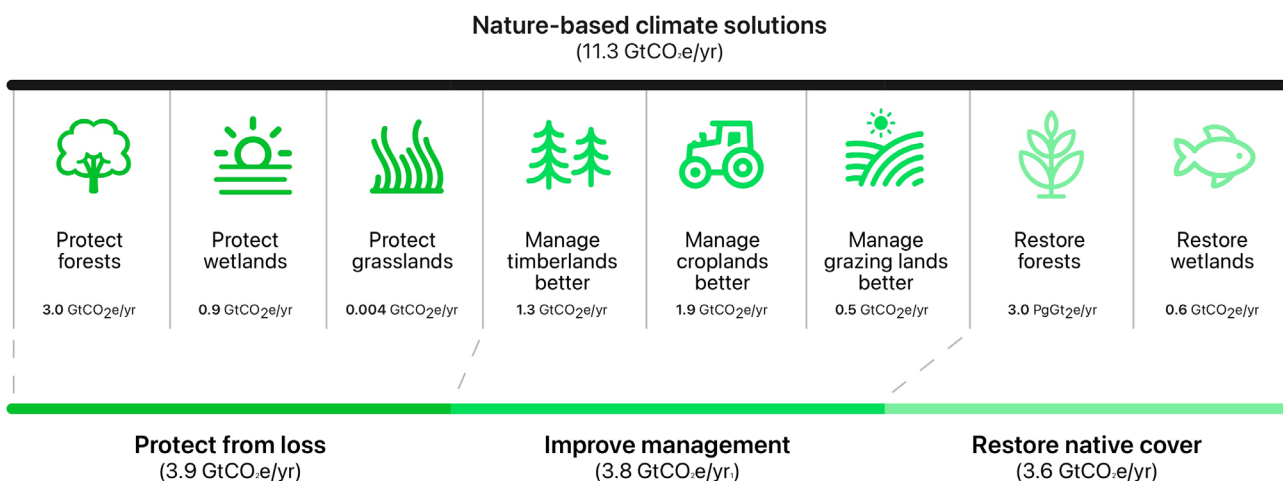 Nature-based climate solutions
(11.3 GtCO₂e/yr)
Protect
forests
3.0 GtCO2e/yr
Protect
wetlands
0.9 GtCO2e/yr
Protect
grasslands
0.004 GtCO2e/yr
Manage
timberlands
better
1.3 GtCO2e/yr
Manage
croplands
better
1.9 GtCO2e/yr
Manage
grazing lands
better
0.5 GtCO2e/yr
Restore
forests
3.0 PgGt2e/yr
Restore
wetlands
0.6 GtCO2e/yr
Protect from loss
(3.9 GtCO₂e/yr)
Improve management
(3.8 GtCO₂e/yr₁)
Restore native cover
(3.6 GtCO₂e/yr)